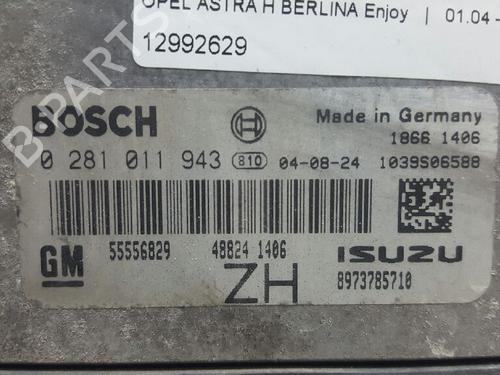 OPEL ASTRA H BERLINA Enjoy | 01.04 -
12992629
B-PARTS
BOSCH
Made in Germany
1866 1406
0 281 011 943 810 04-08-24 1039S06588
GM 55556829 48824 1406 ISUZU
ZH 8973785710